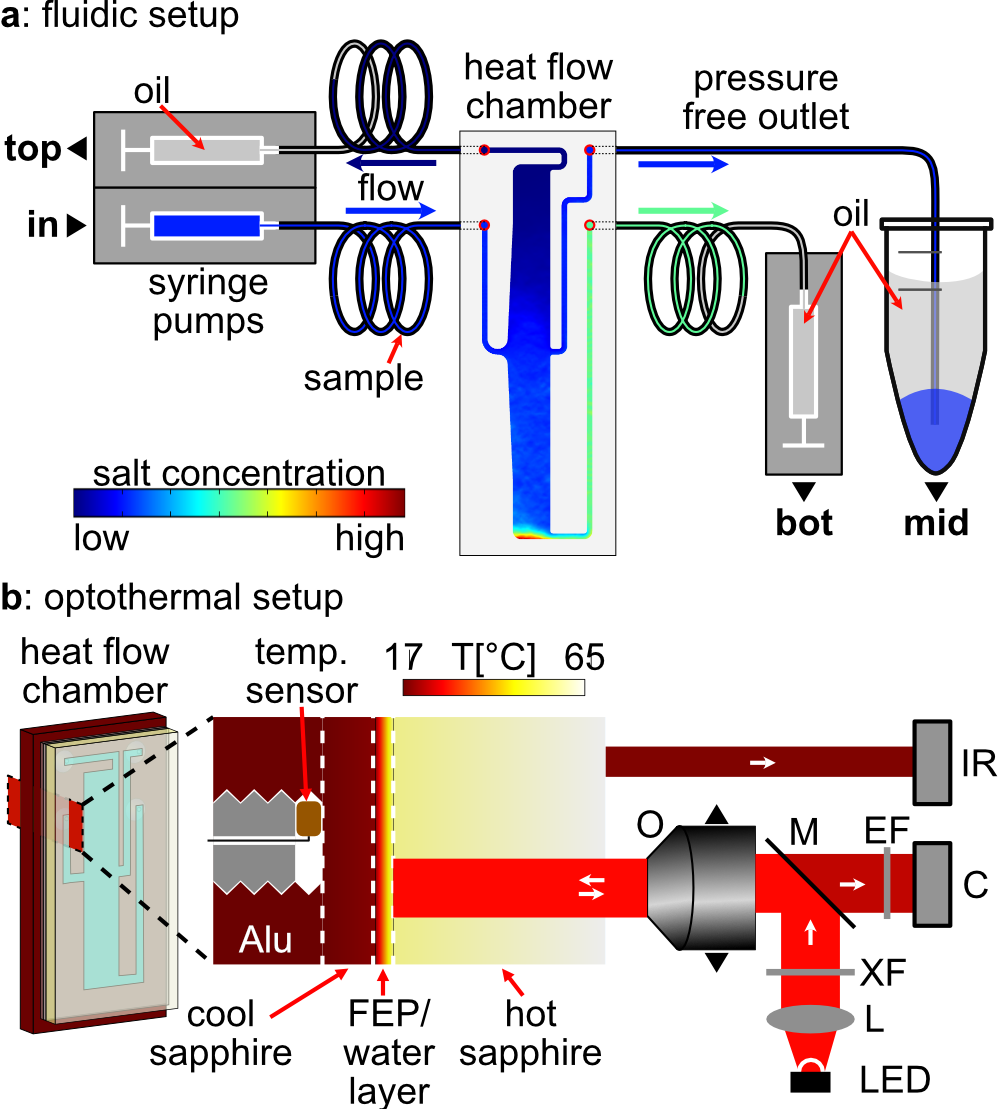 a: fluidic setup
oil
top
flow
in
syringe
pumps
sample
heat flow
chamber
pressure
free outlet
oil
bot
mid
salt concentration
low
high
b: optothermal setup
heat flow
chamber
temp.
sensor
17 T[°C] 65
Alu
cool
sapphire
FEP/
water
layer
hot
sapphire
IR
O
M
EF
C
XF
L
LED